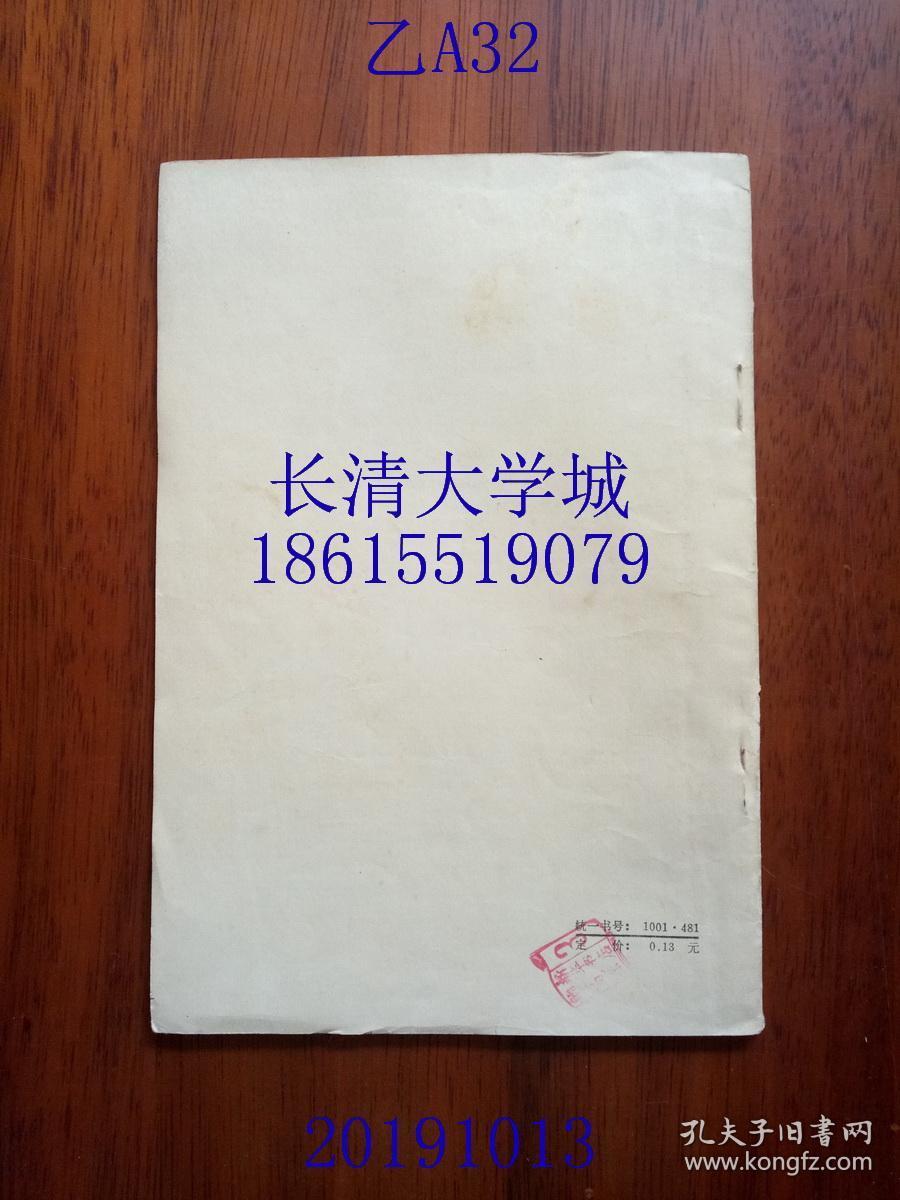 乙A32
长清大学城
18615519079
统一书号: 1001·481
定 价: 0.13 元
20191013
孔夫子旧书网
www.kongfz.com